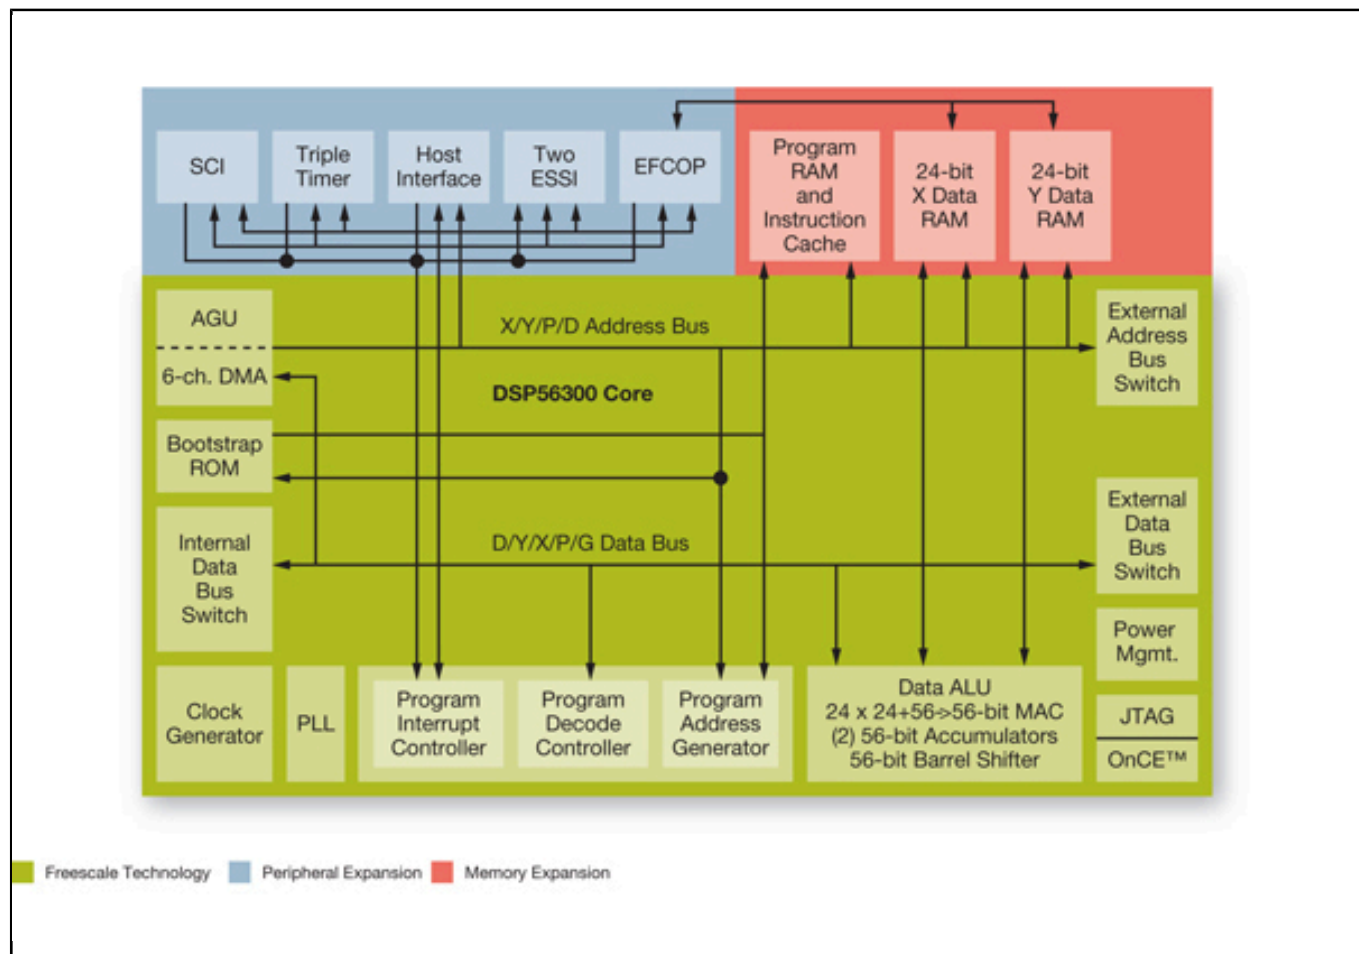 SCI
Triple
Timer
Host
Interface
Two
ESSI
EFCOP
Program
RAM
and
Instruction
Cache
24-bit
X Data
RAM
24-bit
Y Data
RAM
AGU
6-ch. DMA
X/Y/P/D Address Bus
External
Address
Bus
Switch
DSP56300 Core
Bootstrap
ROM
Internal
Data
Bus
Switch
D/Y/X/P/G Data Bus
External
Data
Bus
Switch
Power
Mgmt.
Clock
Generator
PLL
Program
Interrupt
Controller
Program
Decode
Controller
Program
Address
Generator
Data ALU
24 x 24+56->56-bit MAC
(2) 56-bit Accumulators
56-bit Barrel Shifter
JTAG
OnCE™
Freescale Technology
Peripheral Expansion
Memory Expansion